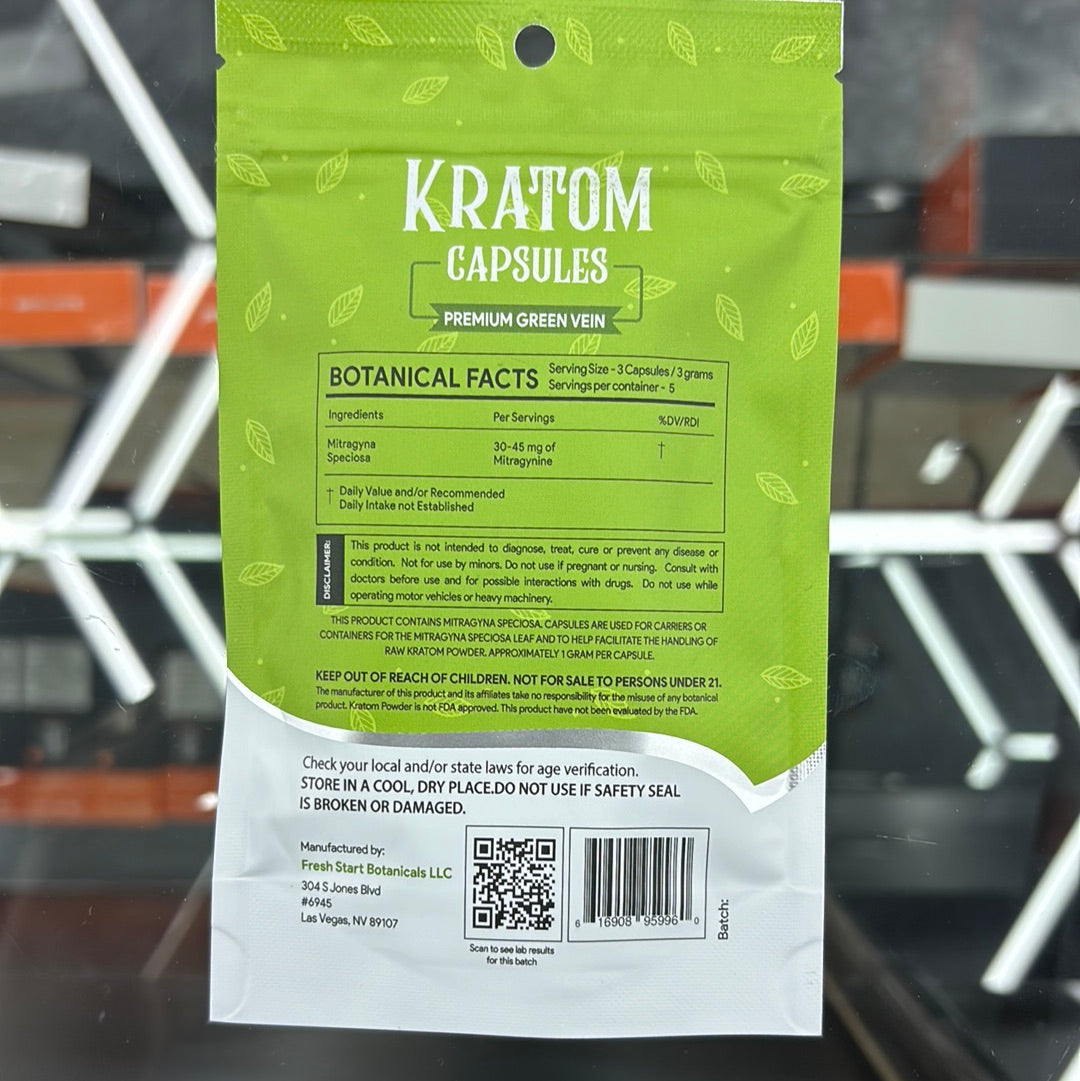 KRATOM
CAPSULES
PREMIUM GREEN VEIN
BOTANICAL FACTS
Serving Size - 3 Capsules / 3 grams
Servings per container - 5
Ingredients Per Servings %DV/RDI
Mitragyna 30-45 mg of †
Speciosa Mitragynine
† Daily Value and/or Recommended
Daily Intake not Established
DISCLAIMER:
This product is not intended to diagnose, treat, cure or prevent any disease or
condition. Not for use by minors. Do not use if pregnant or nursing. Consult with
doctors before use and for possible interactions with drugs. Do not use while
operating motor vehicles or heavy machinery.
THIS PRODUCT CONTAINS MITRAGYNA SPECIOSA. CAPSULES ARE USED FOR CARRIERS OR
CONTAINERS FOR THE MITRAGYNA SPECIOSA LEAF AND TO HELP FACILITATE THE HANDLING OF
RAW KRATOM POWDER. APPROXIMATELY 1 GRAM PER CAPSULE.
KEEP OUT OF REACH OF CHILDREN. NOT FOR SALE TO PERSONS UNDER 21.
The manufacturer of this product and its affiliates take no responsibility for the misuse of any botanical
product. Kratom Powder is not FDA approved. This product have not been evaluated by the FDA.
Check your local and/or state laws for age verification.
STORE IN A COOL, DRY PLACE.DO NOT USE IF SAFETY SEAL
IS BROKEN OR DAMAGED.
Manufactured by:
Fresh Start Botanicals LLC
304 S Jones Blvd
#6945
Las Vegas, NV 89107
Scan to see lab results
for this batch
6 16908 95996 0
Batch: